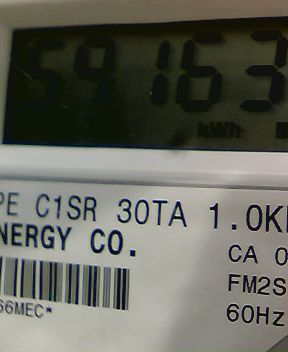 59163
kWh
PE C1SR 30TA 1.0K
NERGY CO.
CA 0
FM2S
66MEC*
60Hz